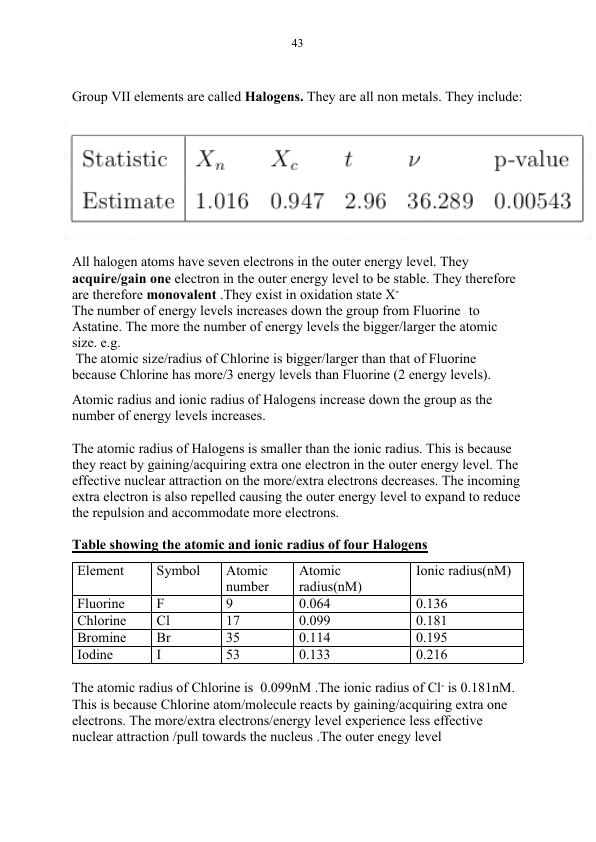 43
Group VII elements are called Halogens. They are all non metals. They include:
Statistic Xn Xc t ν p-value
Estimate 1.016 0.947 2.96 36.289 0.00543
All halogen atoms have seven electrons in the outer energy level. They
acquire/gain one electron in the outer energy level to be stable. They therefore
are therefore monovalent .They exist in oxidation state X-
The number of energy levels increases down the group from Fluorine to
Astatine. The more the number of energy levels the bigger/larger the atomic
size. e.g.
The atomic size/radius of Chlorine is bigger/larger than that of Fluorine
because Chlorine has more/3 energy levels than Fluorine (2 energy levels).
Atomic radius and ionic radius of Halogens increase down the group as the
number of energy levels increases.
The atomic radius of Halogens is smaller than the ionic radius. This is because
they react by gaining/acquiring extra one electron in the outer energy level. The
effective nuclear attraction on the more/extra electrons decreases. The incoming
extra electron is also repelled causing the outer energy level to expand to reduce
the repulsion and accommodate more electrons.
Table showing the atomic and ionic radius of four Halogens
Element Symbol Atomic number Atomic radius(nM) Ionic radius(nM)
Fluorine F 9 0.064 0.136
Chlorine Cl 17 0.099 0.181
Bromine Br 35 0.114 0.195
Iodine I 53 0.133 0.216
The atomic radius of Chlorine is 0.099nM .The ionic radius of Cl- is 0.181nM.
This is because Chlorine atom/molecule reacts by gaining/acquiring extra one
electrons. The more/extra electrons/energy level experience less effective
nuclear attraction /pull towards the nucleus .The outer enegy level